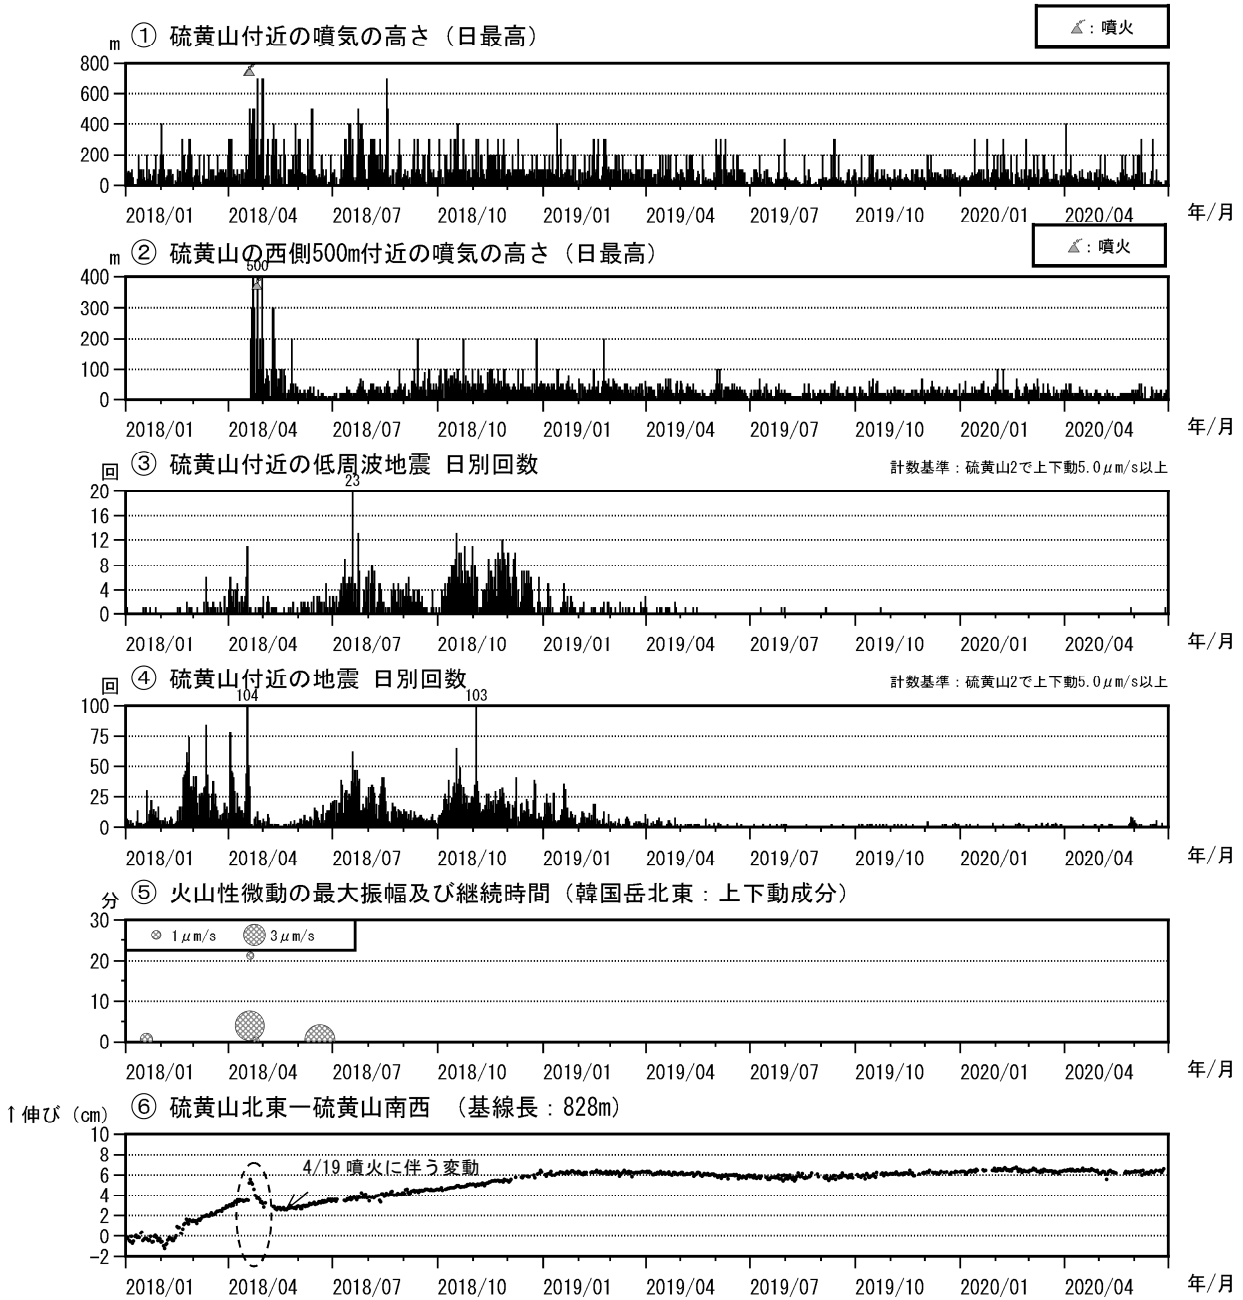 ① 硫黄山付近の噴気の高さ（日最高）
：噴火
m
800
600
400
200
0
2018/01 2018/04 2018/07 2018/10 2019/01 2019/04 2019/07 2019/10 2020/01 2020/04 年/月
② 硫黄山の西側500m付近の噴気の高さ（日最高）
：噴火
m
500
400
300
200
100
0
2018/01 2018/04 2018/07 2018/10 2019/01 2019/04 2019/07 2019/10 2020/01 2020/04 年/月
③ 硫黄山付近の低周波地震 日別回数
計数基準：硫黄山2で上下動5.0μm/s以上
回
23
20
16
12
8
4
0
2018/01 2018/04 2018/07 2018/10 2019/01 2019/04 2019/07 2019/10 2020/01 2020/04 年/月
④ 硫黄山付近の地震 日別回数
計数基準：硫黄山2で上下動5.0μm/s以上
回
104 103
100
75
50
25
0
2018/01 2018/04 2018/07 2018/10 2019/01 2019/04 2019/07 2019/10 2020/01 2020/04 年/月
⑤ 火山性微動の最大振幅及び継続時間（韓国岳北東：上下動成分）
分
30
1μm/s 3μm/s
20
10
0
2018/01 2018/04 2018/07 2018/10 2019/01 2019/04 2019/07 2019/10 2020/01 2020/04 年/月
⑥ 硫黄山北東ー硫黄山南西 （基線長：828m）
↑伸び（cm）
10
8
4/19 噴火に伴う変動
6
4
2
0
-2
2018/01 2018/04 2018/07 2018/10 2019/01 2019/04 2019/07 2019/10 2020/01 2020/04 年/月